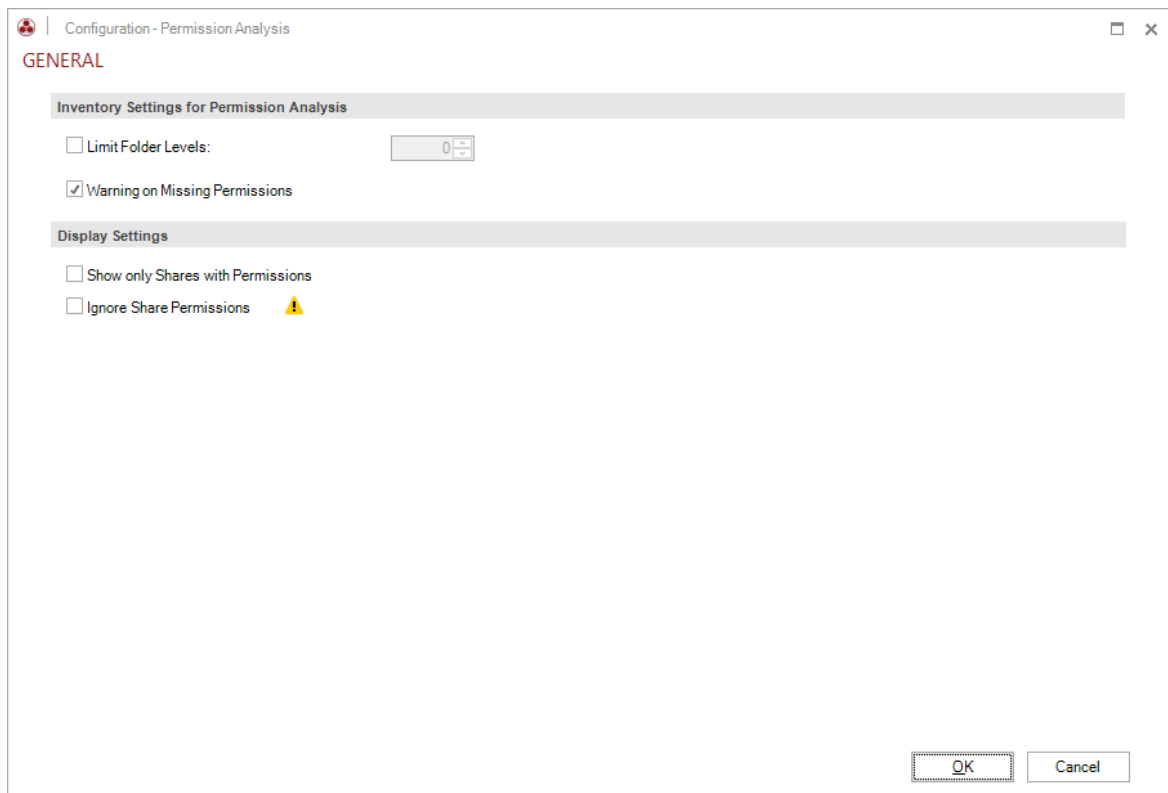 Configuration - Permission Analysis
GENERAL
Inventory Settings for Permission Analysis
Limit Folder Levels: 0
Warning on Missing Permissions
Display Settings
Show only Shares with Permissions
Ignore Share Permissions
OK Cancel